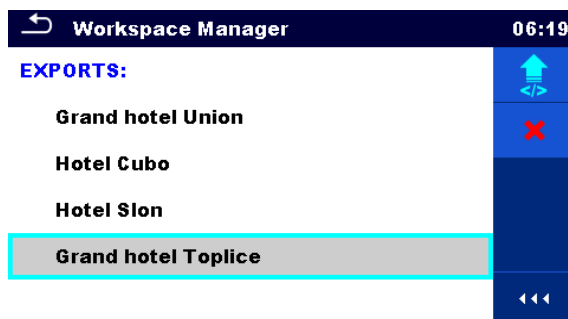 Workspace Manager 06:19
EXPORTS:
</>
Grand hotel Union
Hotel Cubo
Hotel Slon
Grand hotel Toplice